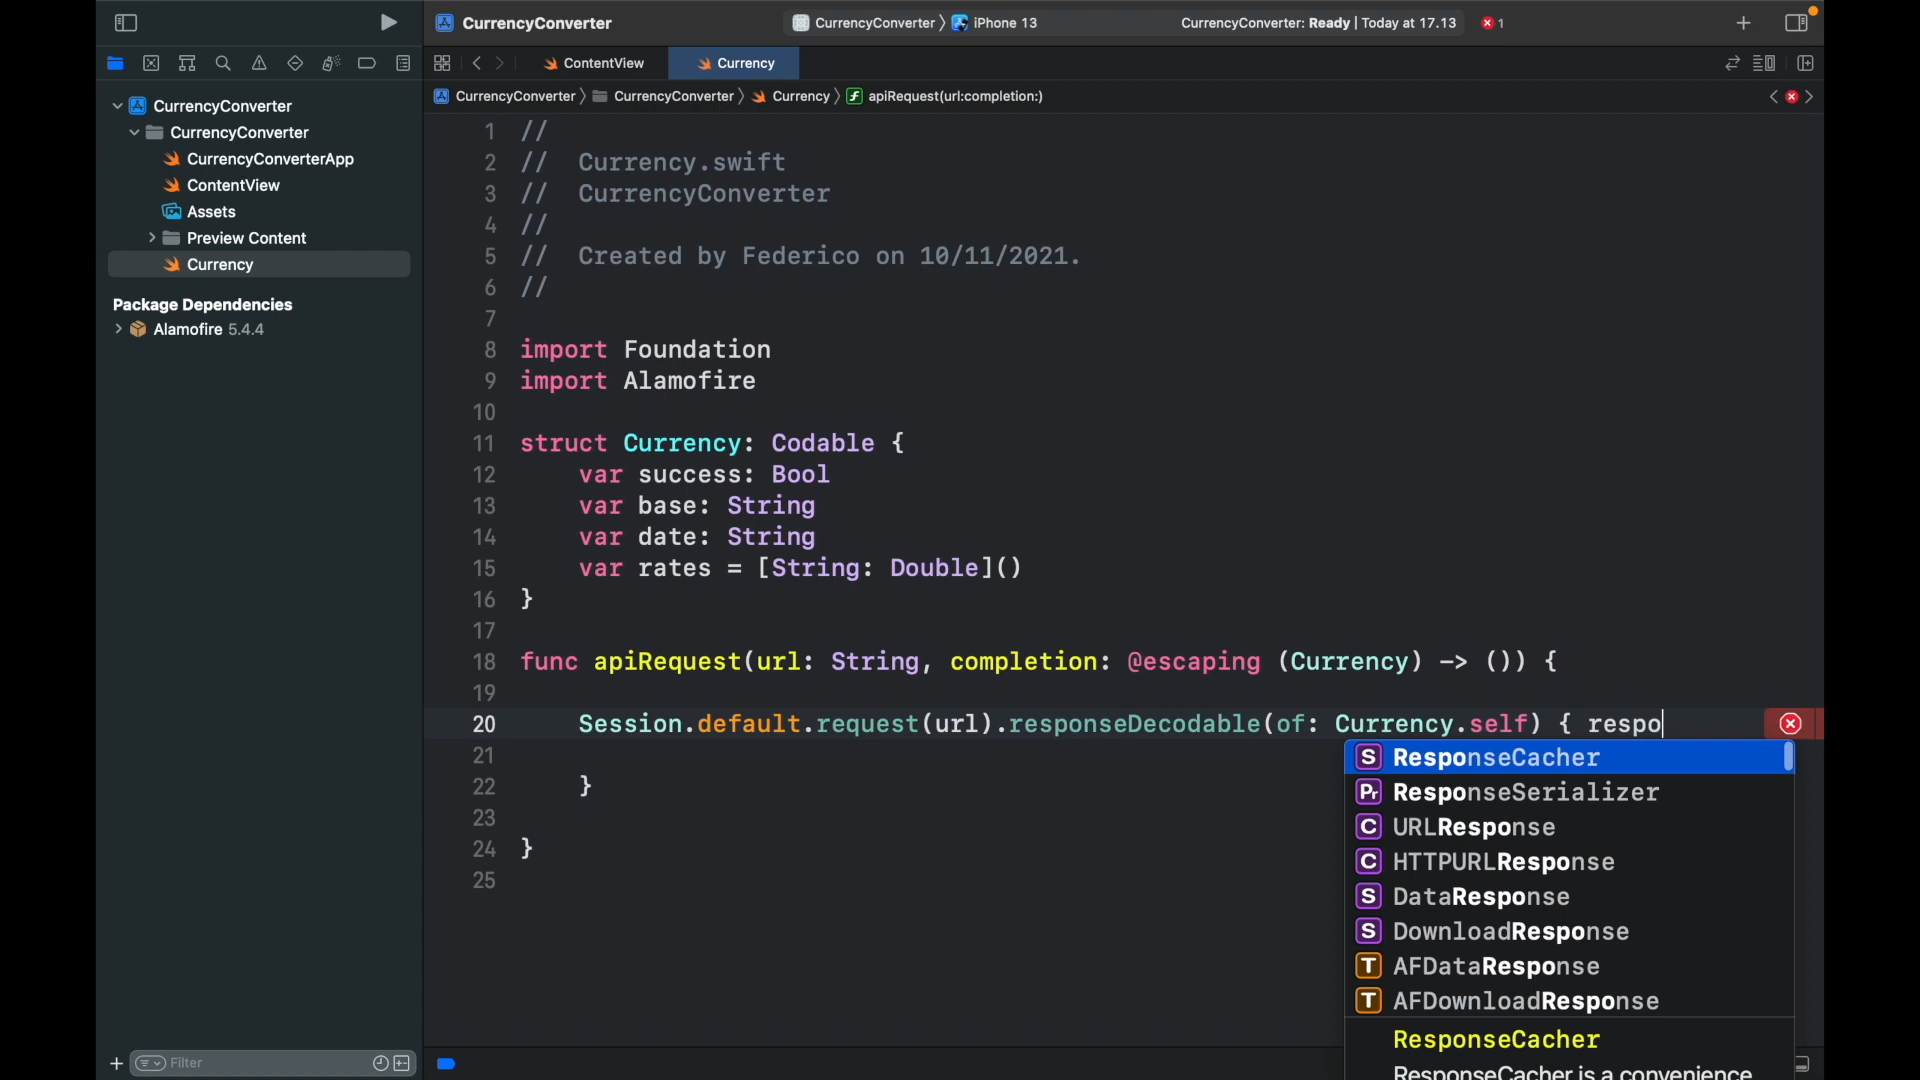 CurrencyConverter
CurrencyConverter
iPhone 13
CurrencyConverter: Ready | Today at 17.13
1
ContentView
Currency
CurrencyConverter
CurrencyConverter
Currency
apiRequest(url:completion:)
CurrencyConverter
CurrencyConverter
CurrencyConverterApp
ContentView
Assets
Preview Content
Currency
Package Dependencies
Alamofire 5.4.4
Filter
1 //
2 //  Currency.swift
3 //  CurrencyConverter
4 //
5 //  Created by Federico on 10/11/2021.
6 //
7
8 import Foundation
9 import Alamofire
10
11 struct Currency: Codable {
12     var success: Bool
13     var base: String
14     var date: String
15     var rates = [String: Double]()
16 }
17
18 func apiRequest(url: String, completion: @escaping (Currency) -> ()) {
19
20     Session.default.request(url).responseDecodable(of: Currency.self) { respo
21
22     }
23
24 }
25
S ResponseCacher
Pr ResponseSerializer
C URLResponse
C HTTPURLResponse
S DataResponse
S DownloadResponse
T AFDataResponse
T AFDownloadResponse
ResponseCacher
ResponseCacher is a convenience